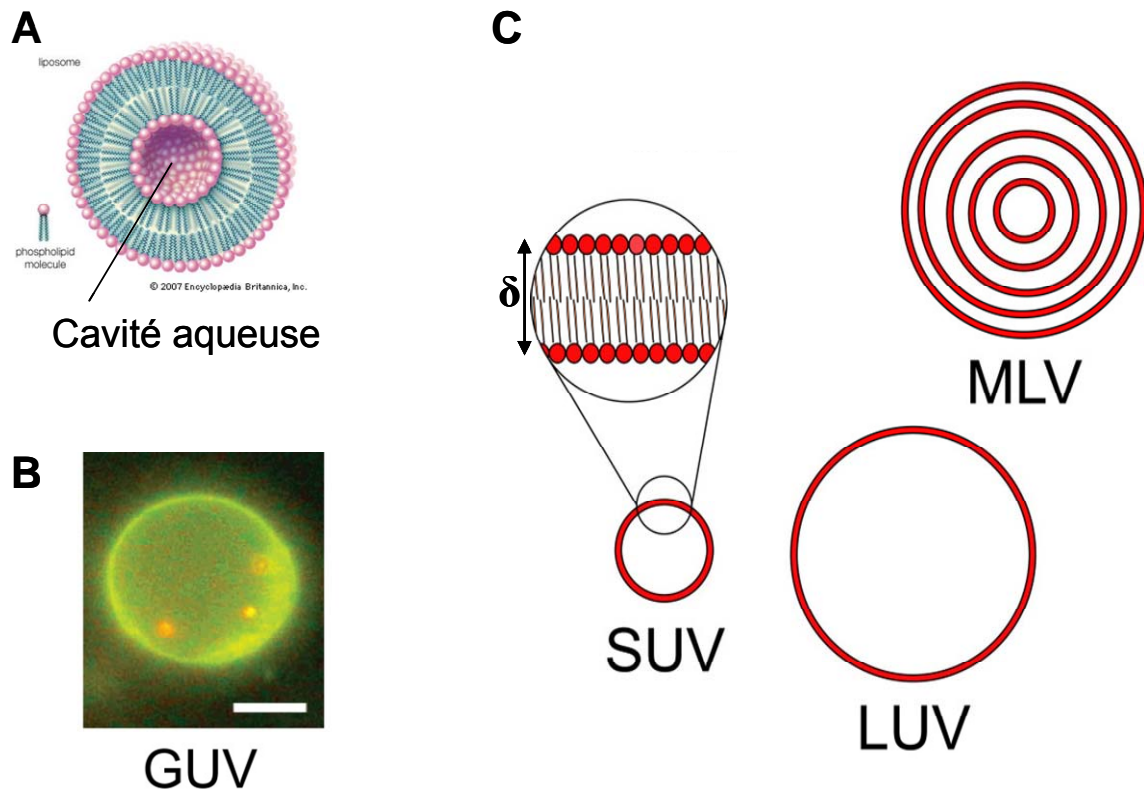 A
liposome
phospholipid
molecule
© 2007 Encyclopædia Britannica, Inc.
Cavité aqueuse
B
GUV
C
δ
MLV
SUV
LUV